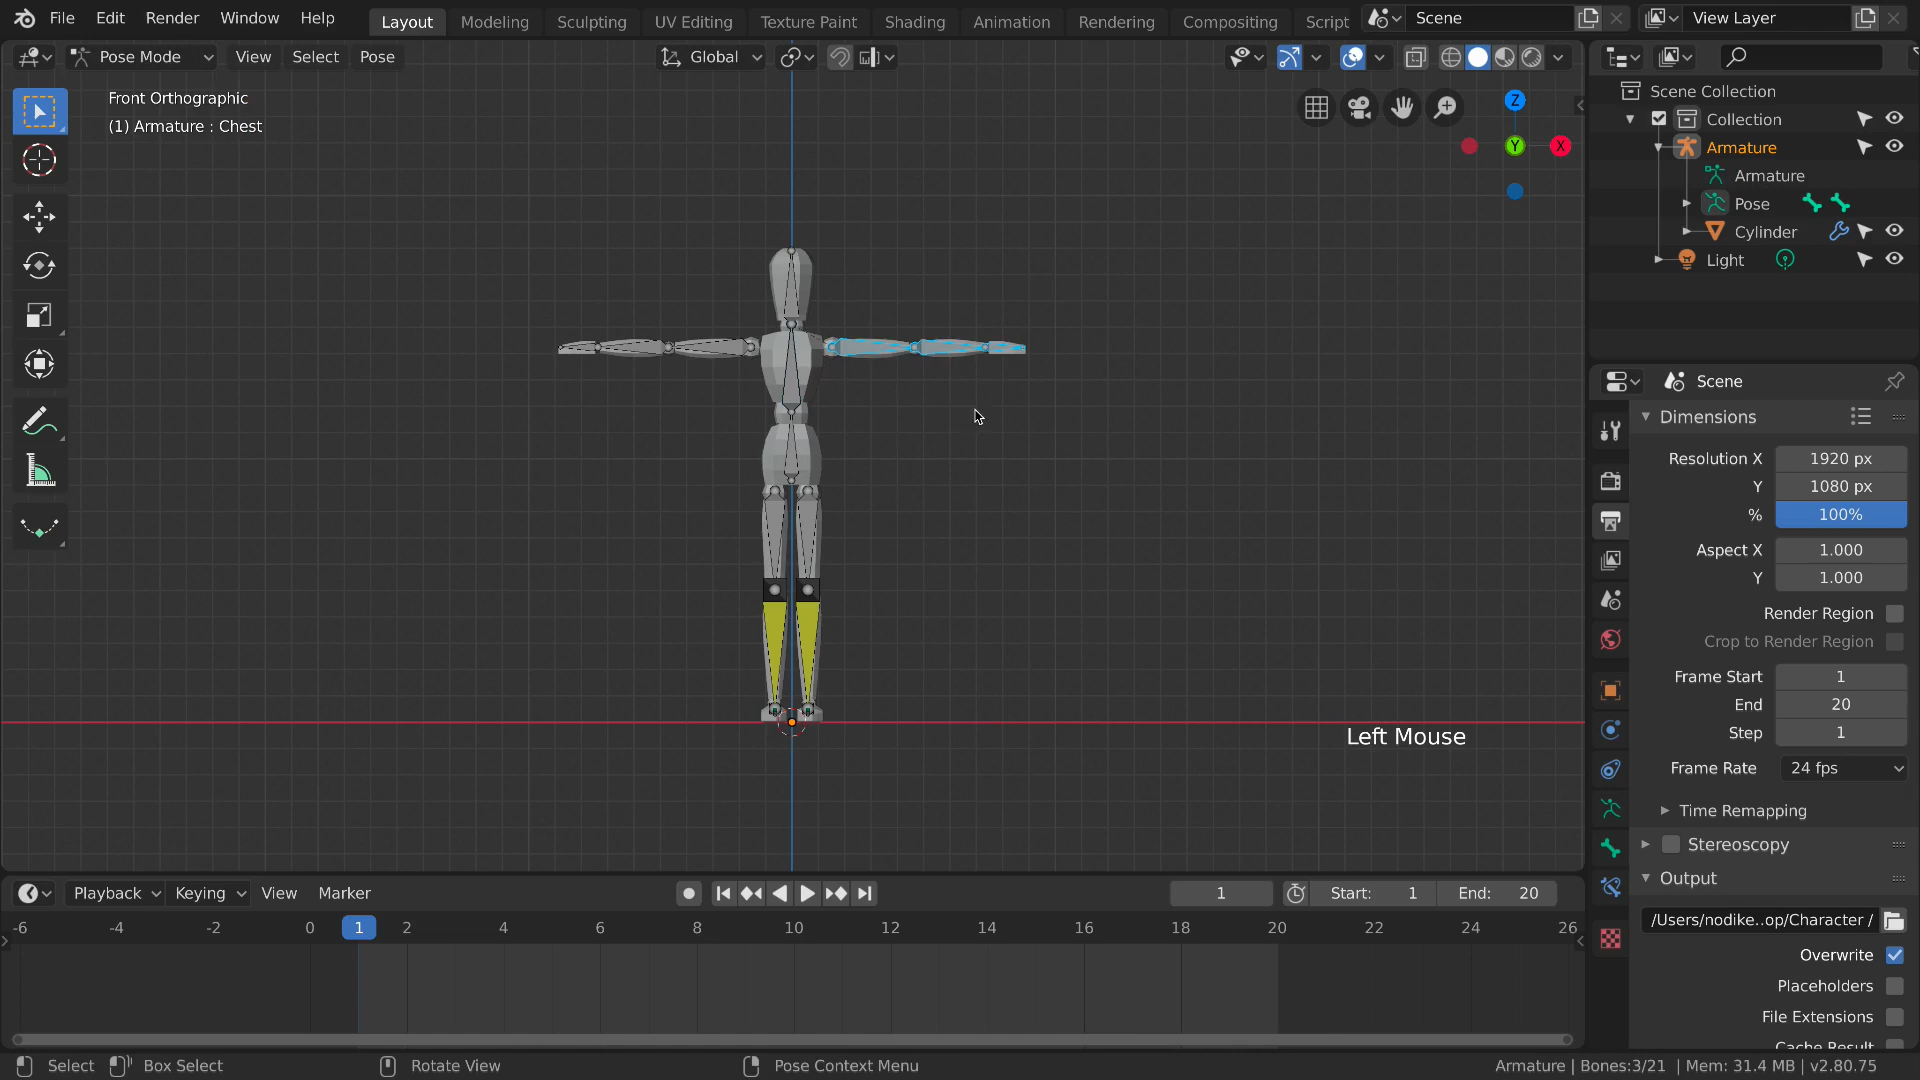 File Edit Render Window Help Layout Modeling Sculpting UV Editing Texture Paint Shading Animation Rendering Compositing Script Scene View Layer
Pose Mode View Select Pose Global
Front Orthographic
(1) Armature : Chest
Z
Y
X
Left Mouse
Scene Collection
Collection
Armature
Armature
Pose
Cylinder
Light
Scene
Dimensions
Resolution X 1920 px
Y 1080 px
% 100%
Aspect X 1.000
Y 1.000
Render Region
Crop to Render Region
Frame Start 1
End 20
Step 1
Frame Rate 24 fps
Time Remapping
Stereoscopy
Output
/Users/nodike..op/Character /
Overwrite
Placeholders
File Extensions
Cache Result
Playback Keying View Marker 1 Start: 1 End: 20
-6 -4 -2 0 1 2 4 6 8 10 12 14 16 18 20 22 24 26
Select Box Select Rotate View Pose Context Menu Armature | Bones:3/21 | Mem: 31.4 MB | v2.80.75